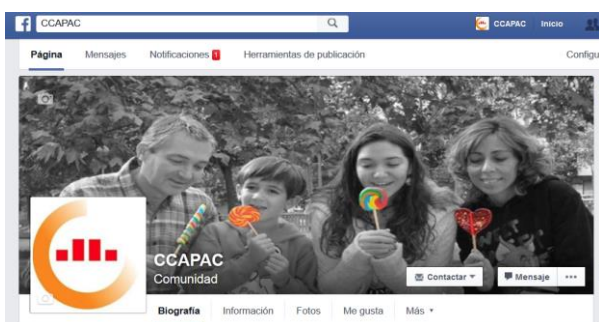 CCAPAC
CCAPAC Inicio
Página Mensajes Notificaciones 1 Herramientas de publicación
CCAPAC
Comunidad
Contactar Mensaje
Biografía Información Fotos Me gusta Más